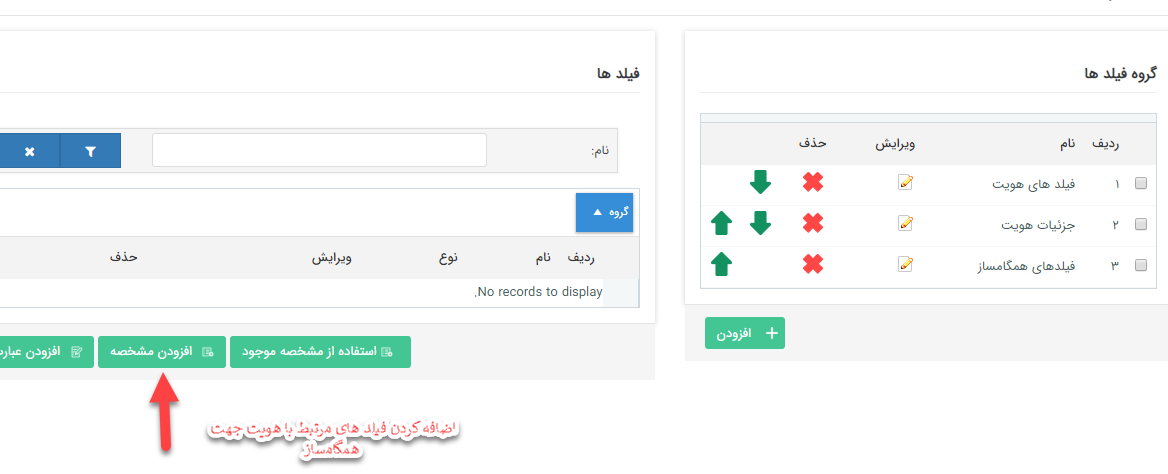 گروه فیلد ها
ردیف نام ویرایش حذف
۱ فیلد های هویت
۲ جزئیات هویت
۳ فیلدهای همگامساز
افزودن
فیلد ها
نام:
گروه
ردیف نام نوع ویرایش حذف
No records to display,
استفاده از مشخصه موجود
افزودن مشخصه
افزودن عبار
اضافه کردن فیلد های مرتبط با هویت جهت
همگامساز